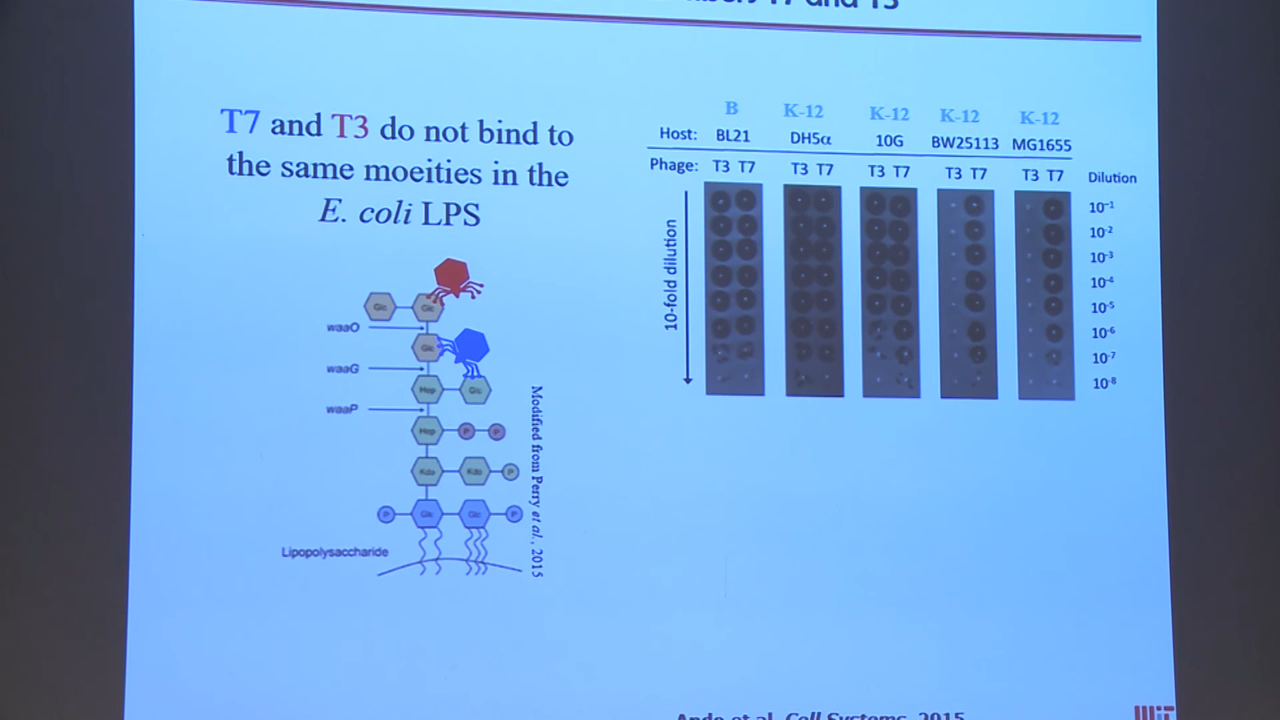 T7 and T3
T7 and T3 do not bind to
the same moeities in the
E. coli LPS
Glc Glc
waaO
Glc
waaG
Hep Glc
waaP
Hep P P
Kdo Kdo P
P Glc Glc P
Lipopolysaccharide
Modified from Perry et al., 2015
B K-12 K-12 K-12 K-12
Host: BL21 DH5α 10G BW25113 MG1655
Phage: T3 T7 T3 T7 T3 T7 T3 T7 T3 T7 Dilution
10-fold dilution
10⁻¹
10⁻²
10⁻³
10⁻⁴
10⁻⁵
10⁻⁶
10⁻⁷
10⁻⁸
Ando et al. Cell Systems, 2015
MIT